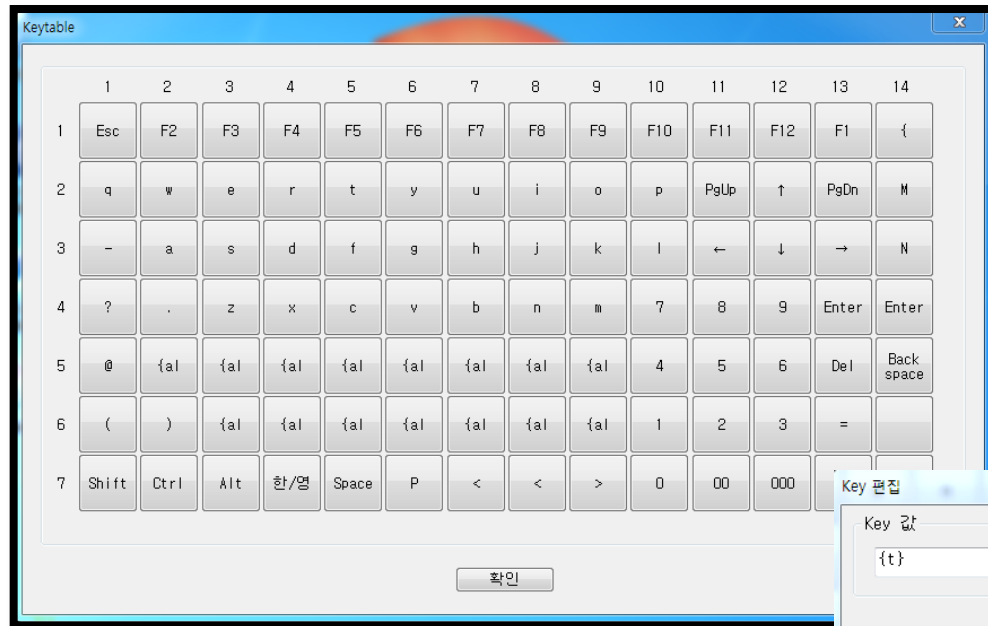 Keytable
1 2 3 4 5 6 7 8 9 10 11 12 13 14
1 Esc F2 F3 F4 F5 F6 F7 F8 F9 F10 F11 F12 F1 {
2 q w e r t y u i o p PgUp ↑ PgDn M
3 - a s d f g h j k l ← ↓ → N
4 ? . z x c v b n m 7 8 9 Enter Enter
5 @ {al {al {al {al {al {al {al {al 4 5 6 Del Back
space
6 ( ) {al {al {al {al {al {al {al 1 2 3 =
7 Shift Ctrl Alt 한/영 Space P < < > 0 00 000
Key 편집
Key 값
{t}
확인